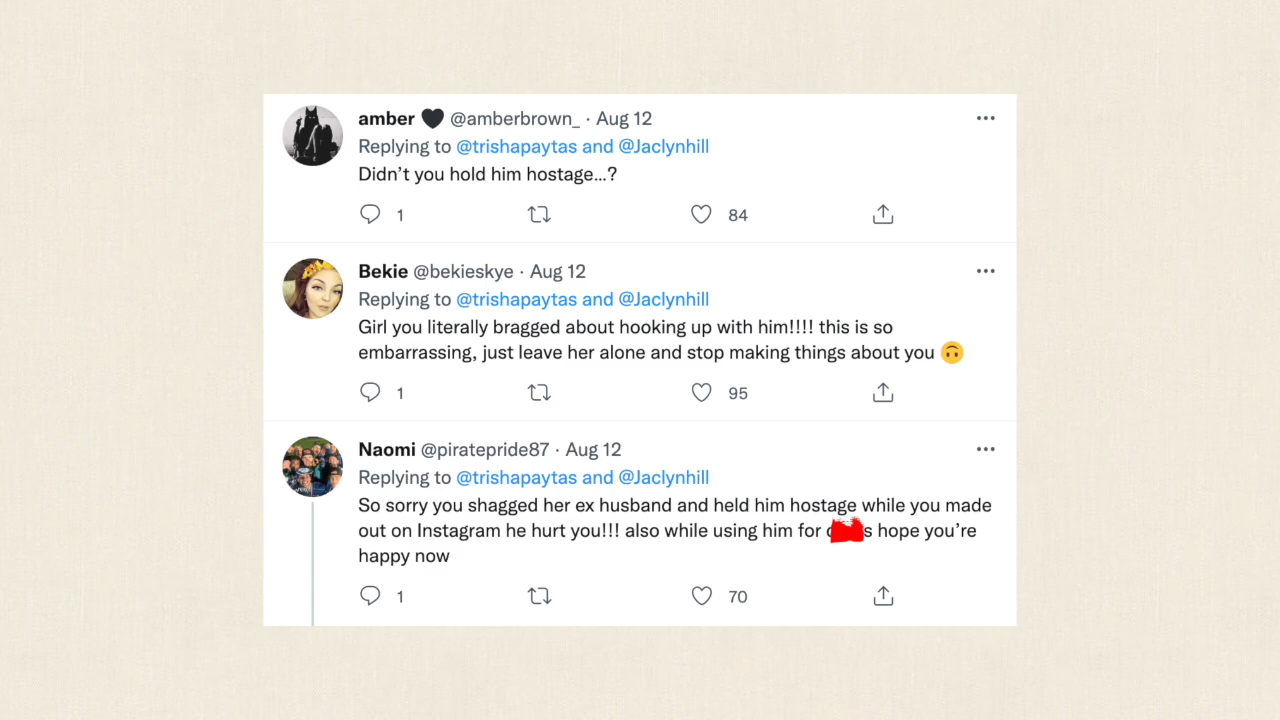 amber 🖤 @amberbrown_ · Aug 12
Replying to @trishapaytas and @Jaclynhill
Didn’t you hold him hostage...?
1 84
Bekie @bekieskye · Aug 12
Replying to @trishapaytas and @Jaclynhill
Girl you literally bragged about hooking up with him!!!! this is so
embarrassing, just leave her alone and stop making things about you 🙃
1 95
Naomi @piratepride87 · Aug 12
Replying to @trishapaytas and @Jaclynhill
So sorry you shagged her ex husband and held him hostage while you made
out on Instagram he hurt you!!! also while using him for hope you’re
happy now
1 70